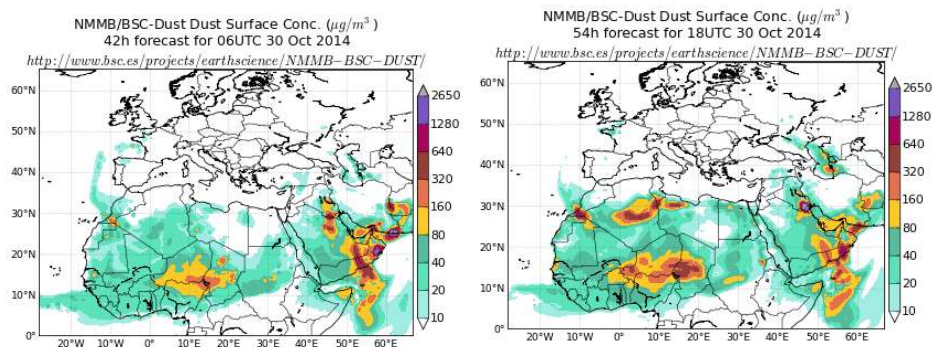 NMMB/BSC-Dust Dust Surface Conc. (μg/m³)
42h forecast for 06UTC 30 Oct 2014
http://www.bsc.es/projects/earthscience/NMMB−BSC−DUST/
60°N
50°N
40°N
30°N
20°N
10°N
0°
20°W
10°W
0°
10°E
20°E
30°E
40°E
50°E
60°E
2650
1280
640
320
160
80
40
20
10
NMMB/BSC-Dust Dust Surface Conc. (μg/m³)
54h forecast for 18UTC 30 Oct 2014
http://www.bsc.es/projects/earthscience/NMMB−BSC−DUST/
60°N
50°N
40°N
30°N
20°N
10°N
0°
20°W
10°W
0°
10°E
20°E
30°E
40°E
50°E
60°E
2650
1280
640
320
160
80
40
20
10